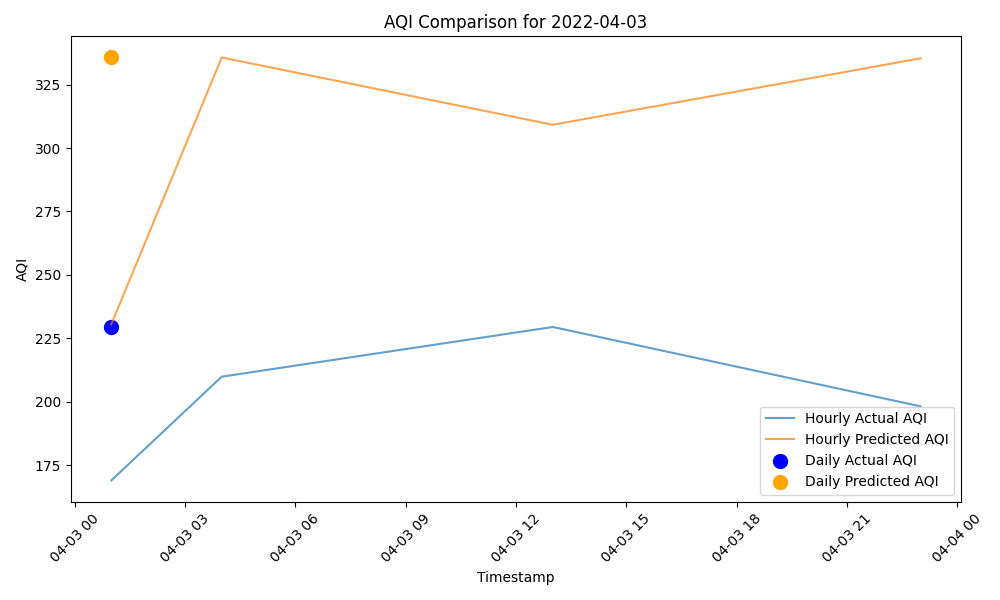 AQI Comparison for 2022-04-03
AQI
325
300
275
250
225
200
175
Hourly Actual AQI
Hourly Predicted AQI
Daily Actual AQI
Daily Predicted AQI
04-03 00
04-03 03
04-03 06
04-03 09
04-03 12
04-03 15
04-03 18
04-03 21
04-04 00
Timestamp